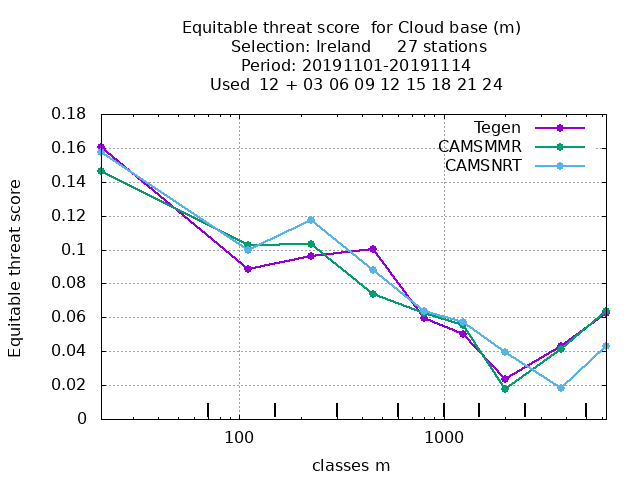 Equitable threat score  for Cloud base (m)
Selection: Ireland     27 stations
Period: 20191101-20191114
Used  12 + 03 06 09 12 15 18 21 24
Tegen
CAMSMMR
CAMSNRT
Equitable threat score
0.18
0.16
0.14
0.12
0.1
0.08
0.06
0.04
0.02
0
100
1000
classes m